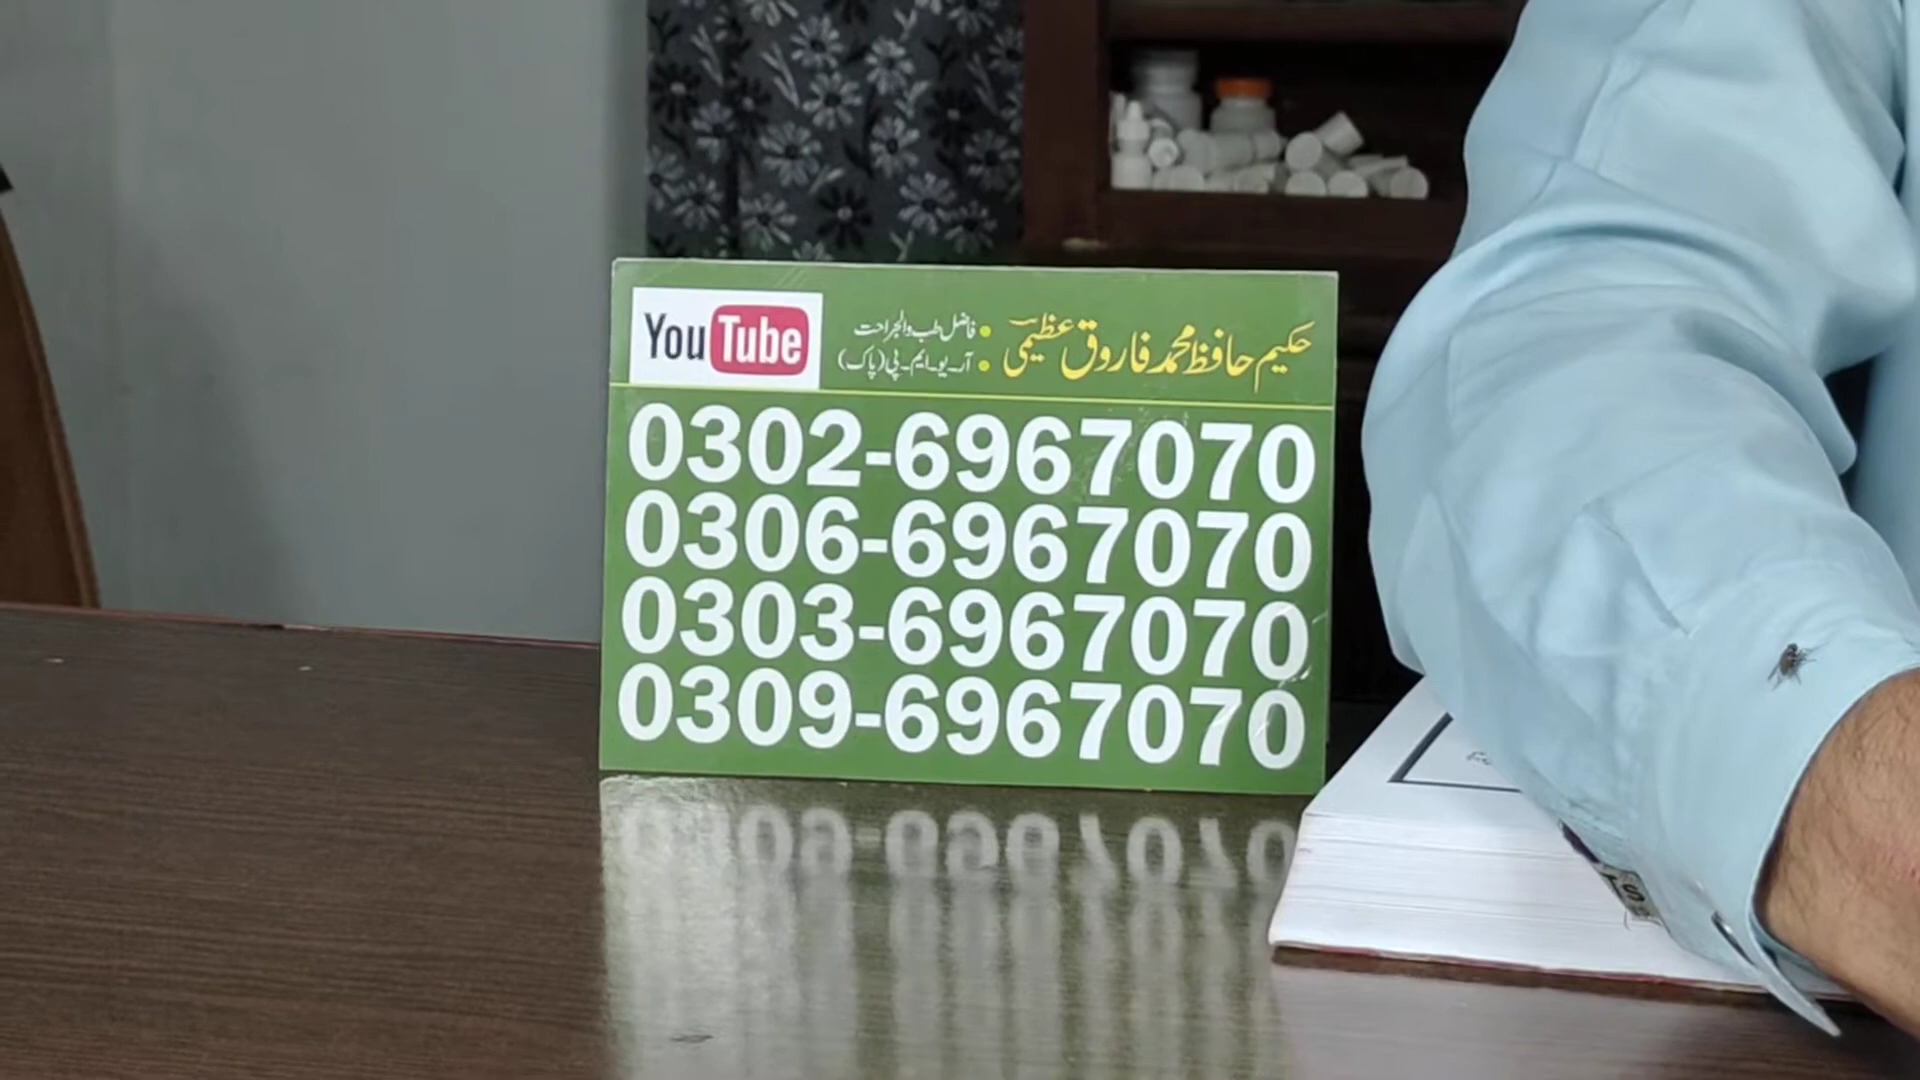 YouTube
حکیم حافظ محمد فاروق عظیمی
• فاضل طب والجراحت
• آر۔یو۔ایم۔پی(پاک)
0302-6967070
0306-6967070
0303-6967070
0309-6967070